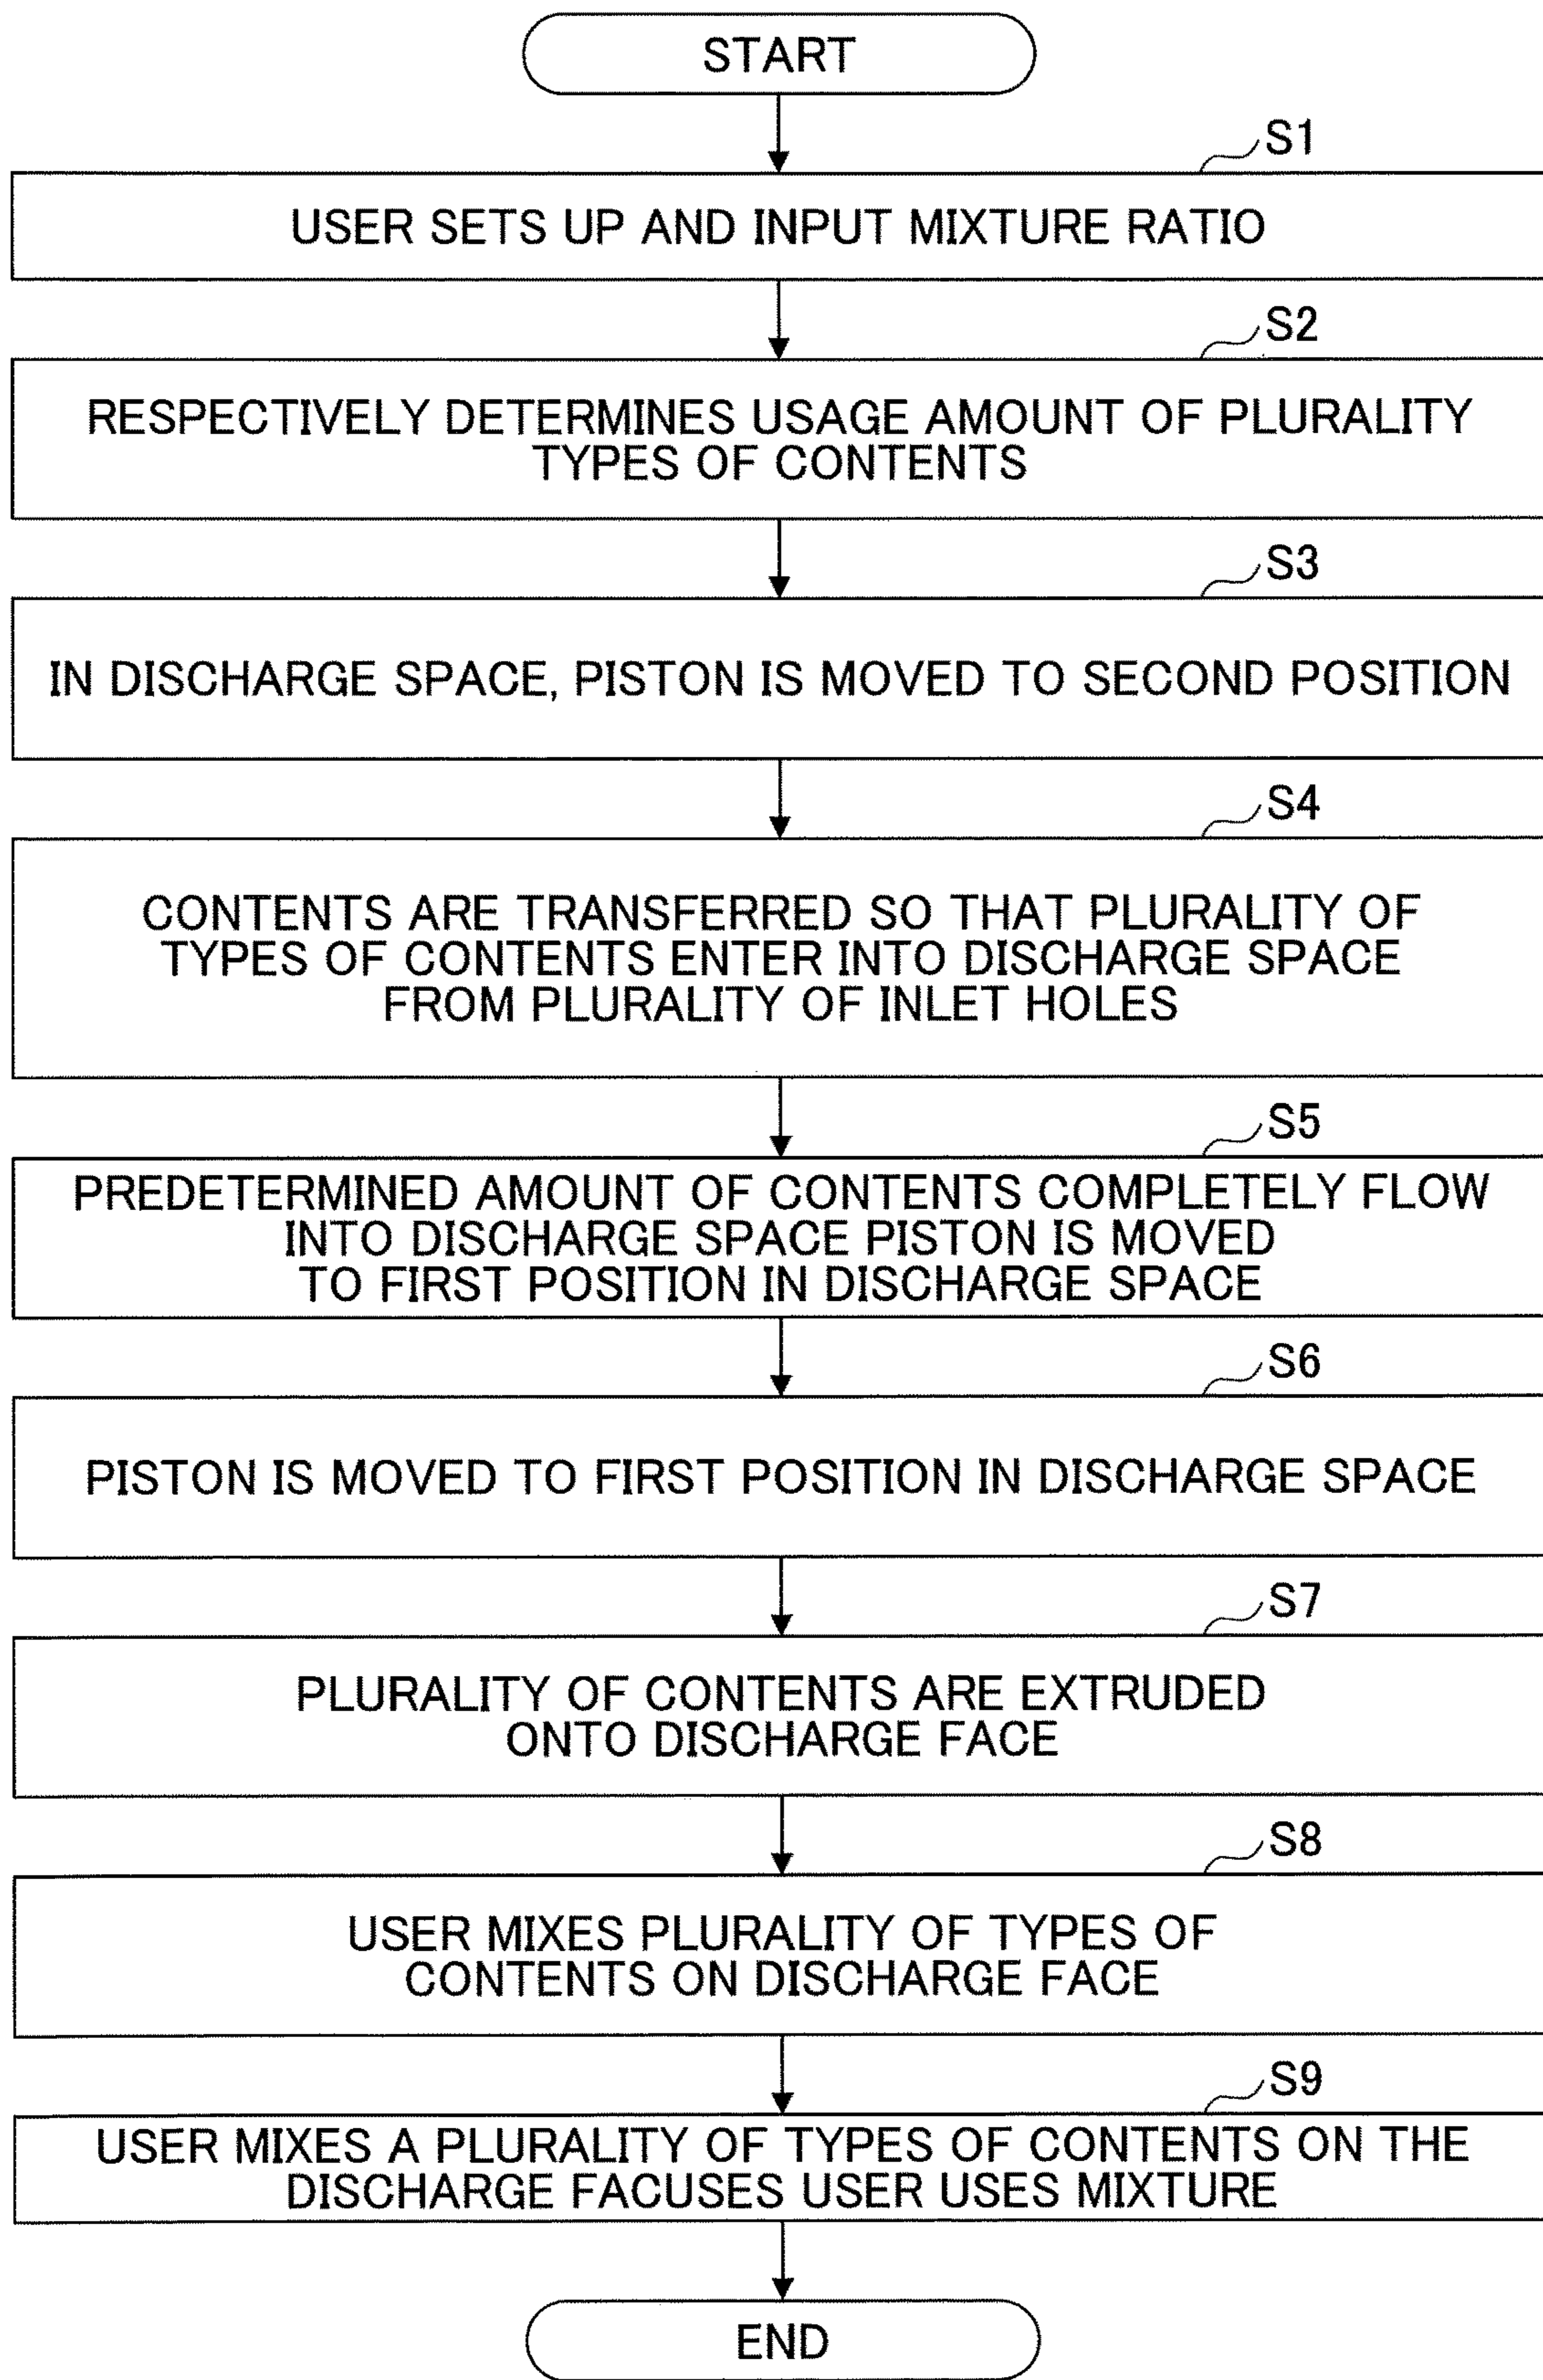 START
S1
USER SETS UP AND INPUT MIXTURE RATIO
S2
RESPECTIVELY DETERMINES USAGE AMOUNT OF PLURALITY
TYPES OF CONTENTS
S3
IN DISCHARGE SPACE, PISTON IS MOVED TO SECOND POSITION
S4
CONTENTS ARE TRANSFERRED SO THAT PLURALITY OF
TYPES OF CONTENTS ENTER INTO DISCHARGE SPACE
FROM PLURALITY OF INLET HOLES
S5
PREDETERMINED AMOUNT OF CONTENTS COMPLETELY FLOW
INTO DISCHARGE SPACE PISTON IS MOVED
TO FIRST POSITION IN DISCHARGE SPACE
S6
PISTON IS MOVED TO FIRST POSITION IN DISCHARGE SPACE
S7
PLURALITY OF CONTENTS ARE EXTRUDED
ONTO DISCHARGE FACE
S8
USER MIXES PLURALITY OF TYPES OF
CONTENTS ON DISCHARGE FACE
S9
USER MIXES A PLURALITY OF TYPES OF CONTENTS ON THE
DISCHARGE FACUSES USER USES MIXTURE
END